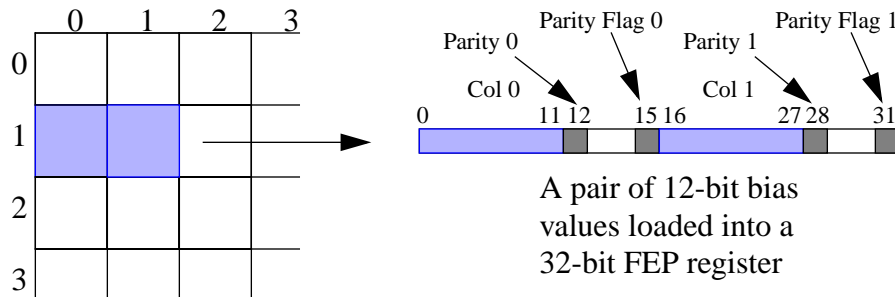 0 1 2 3
0
1
2
3
Parity 0
Parity Flag 0
Parity 1
Parity Flag 1
Col 0
Col 1
0 11 12 15 16 27 28 31
A pair of 12-bit bias
values loaded into a
32-bit FEP register